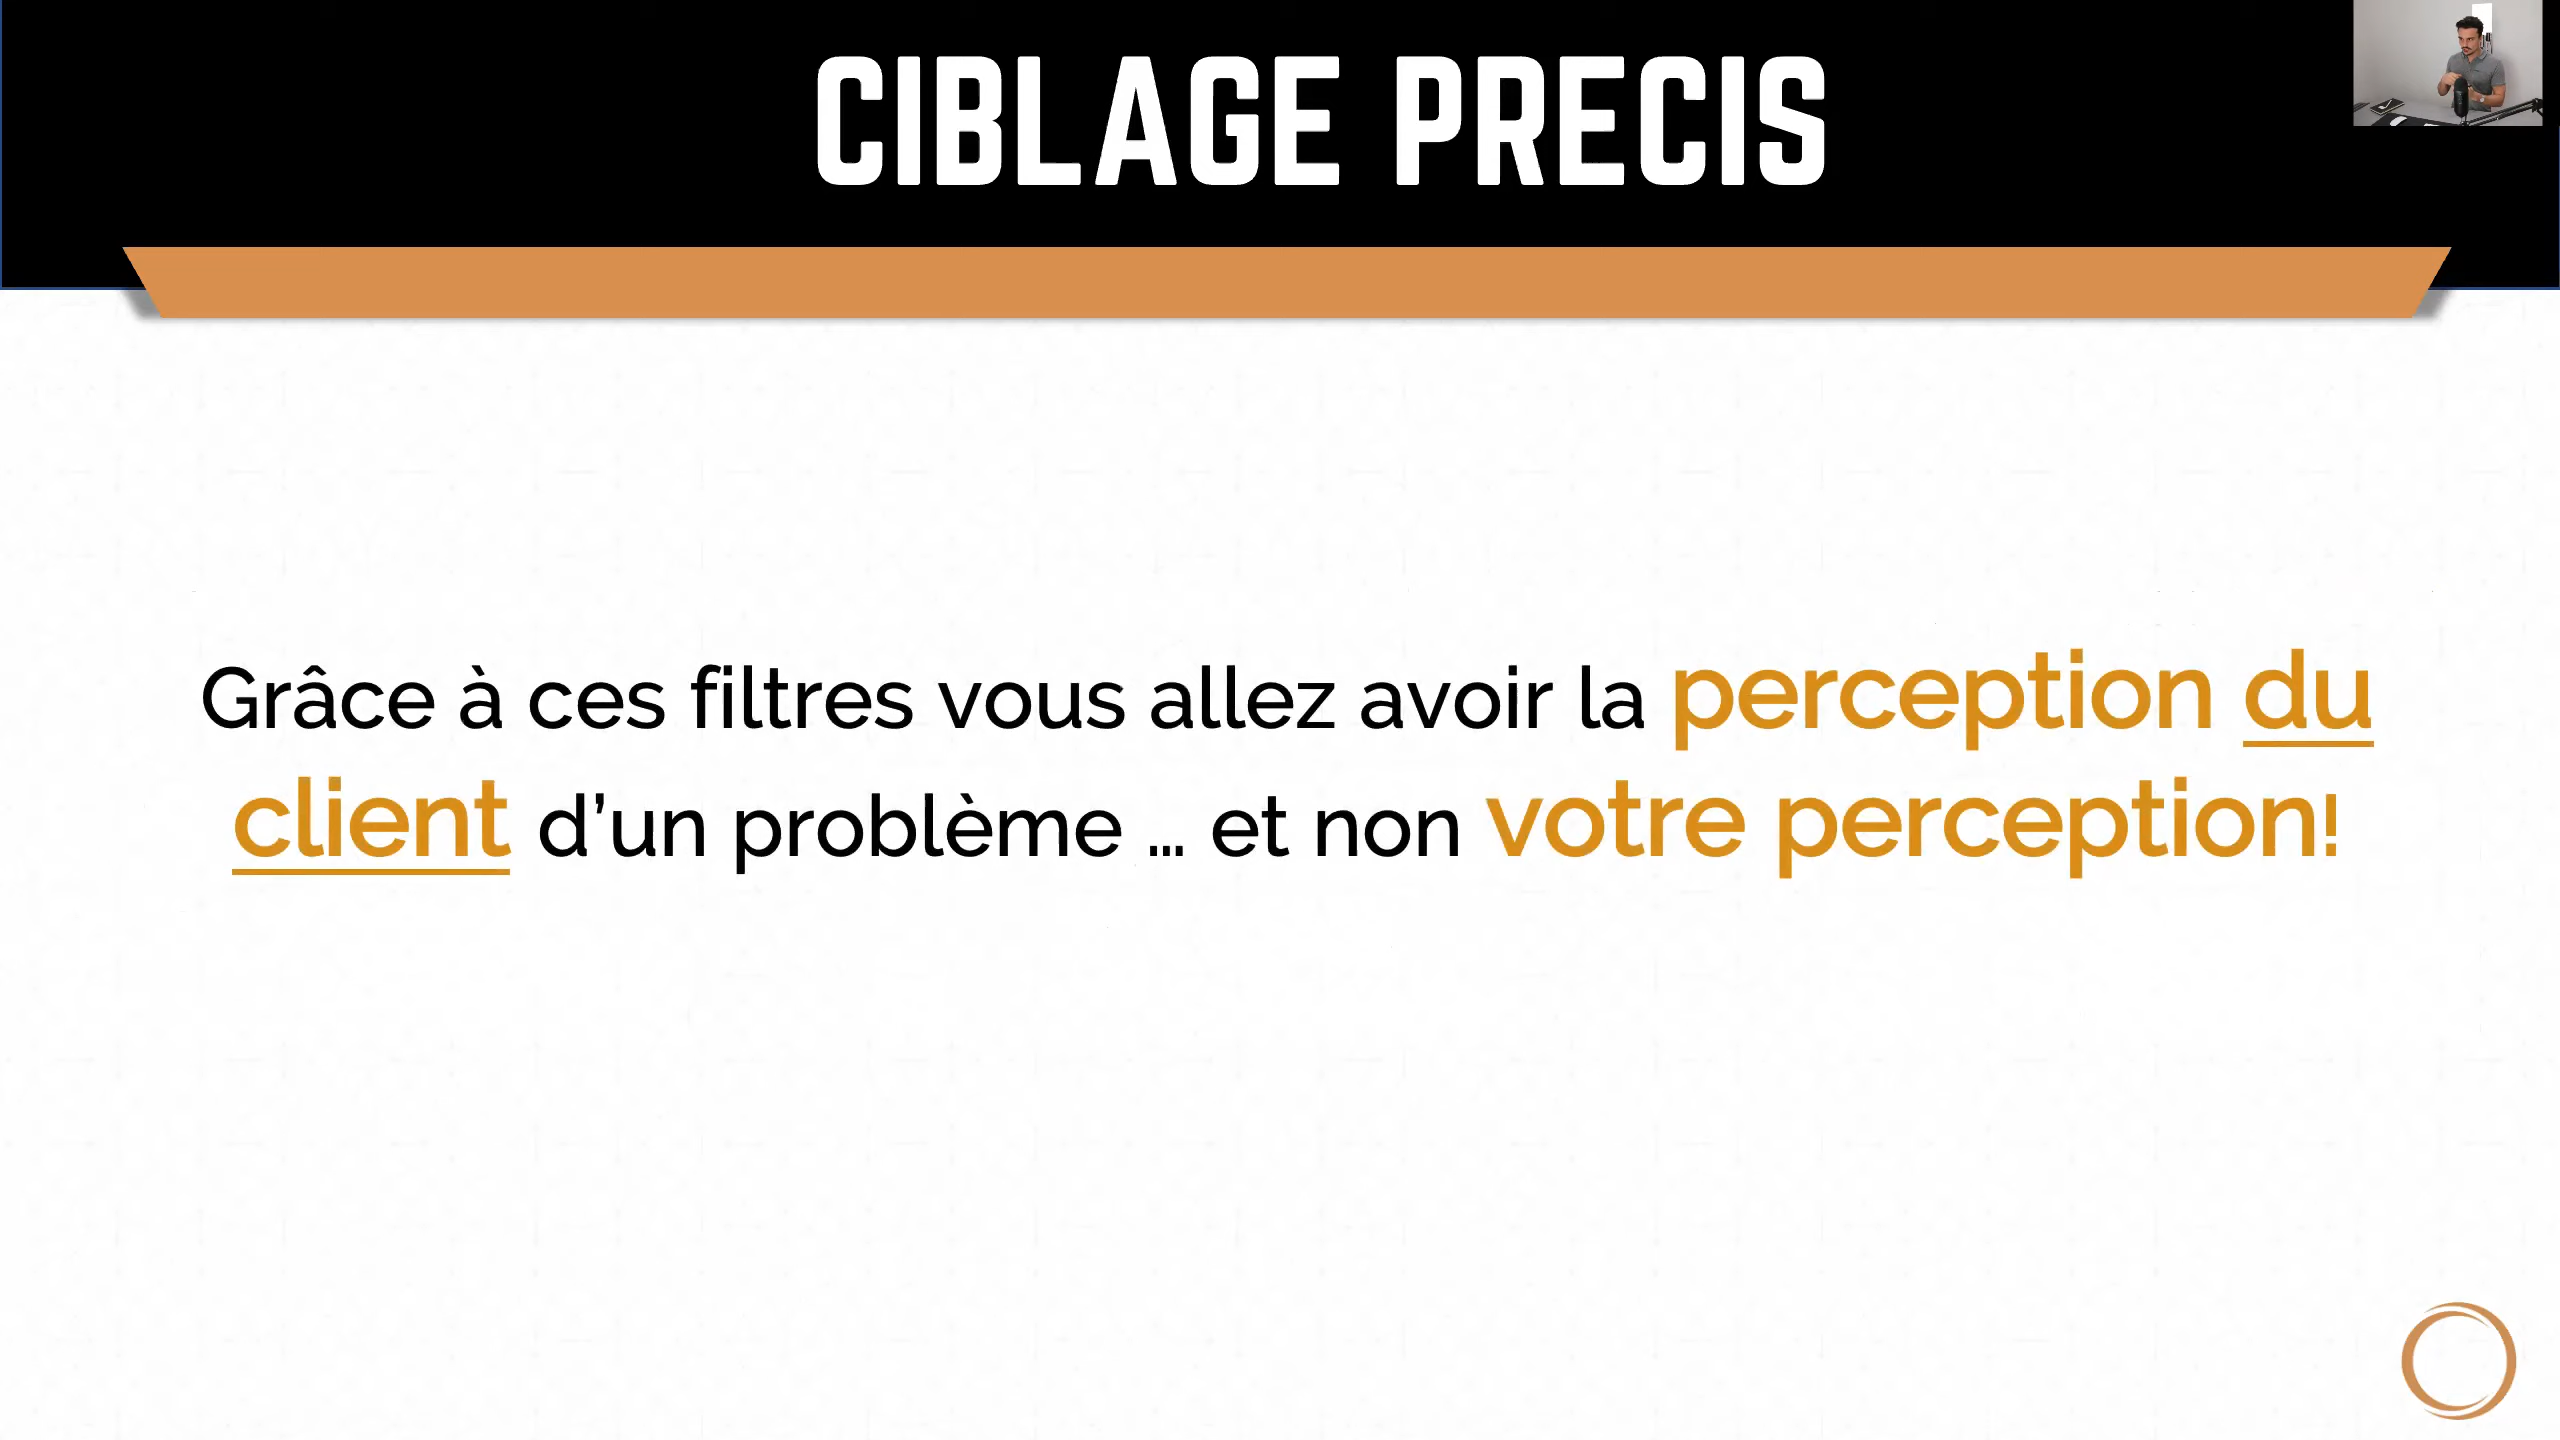 CIBLAGE PRECIS
Grâce à ces filtres vous allez avoir la perception du
client d’un problème ... et non votre perception!